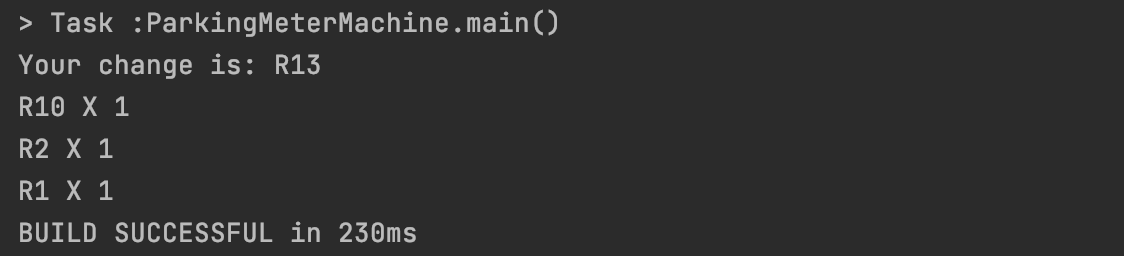 > Task :ParkingMeterMachine.main()
Your change is: R13
R10 X 1
R2 X 1
R1 X 1
BUILD SUCCESSFUL in 230ms